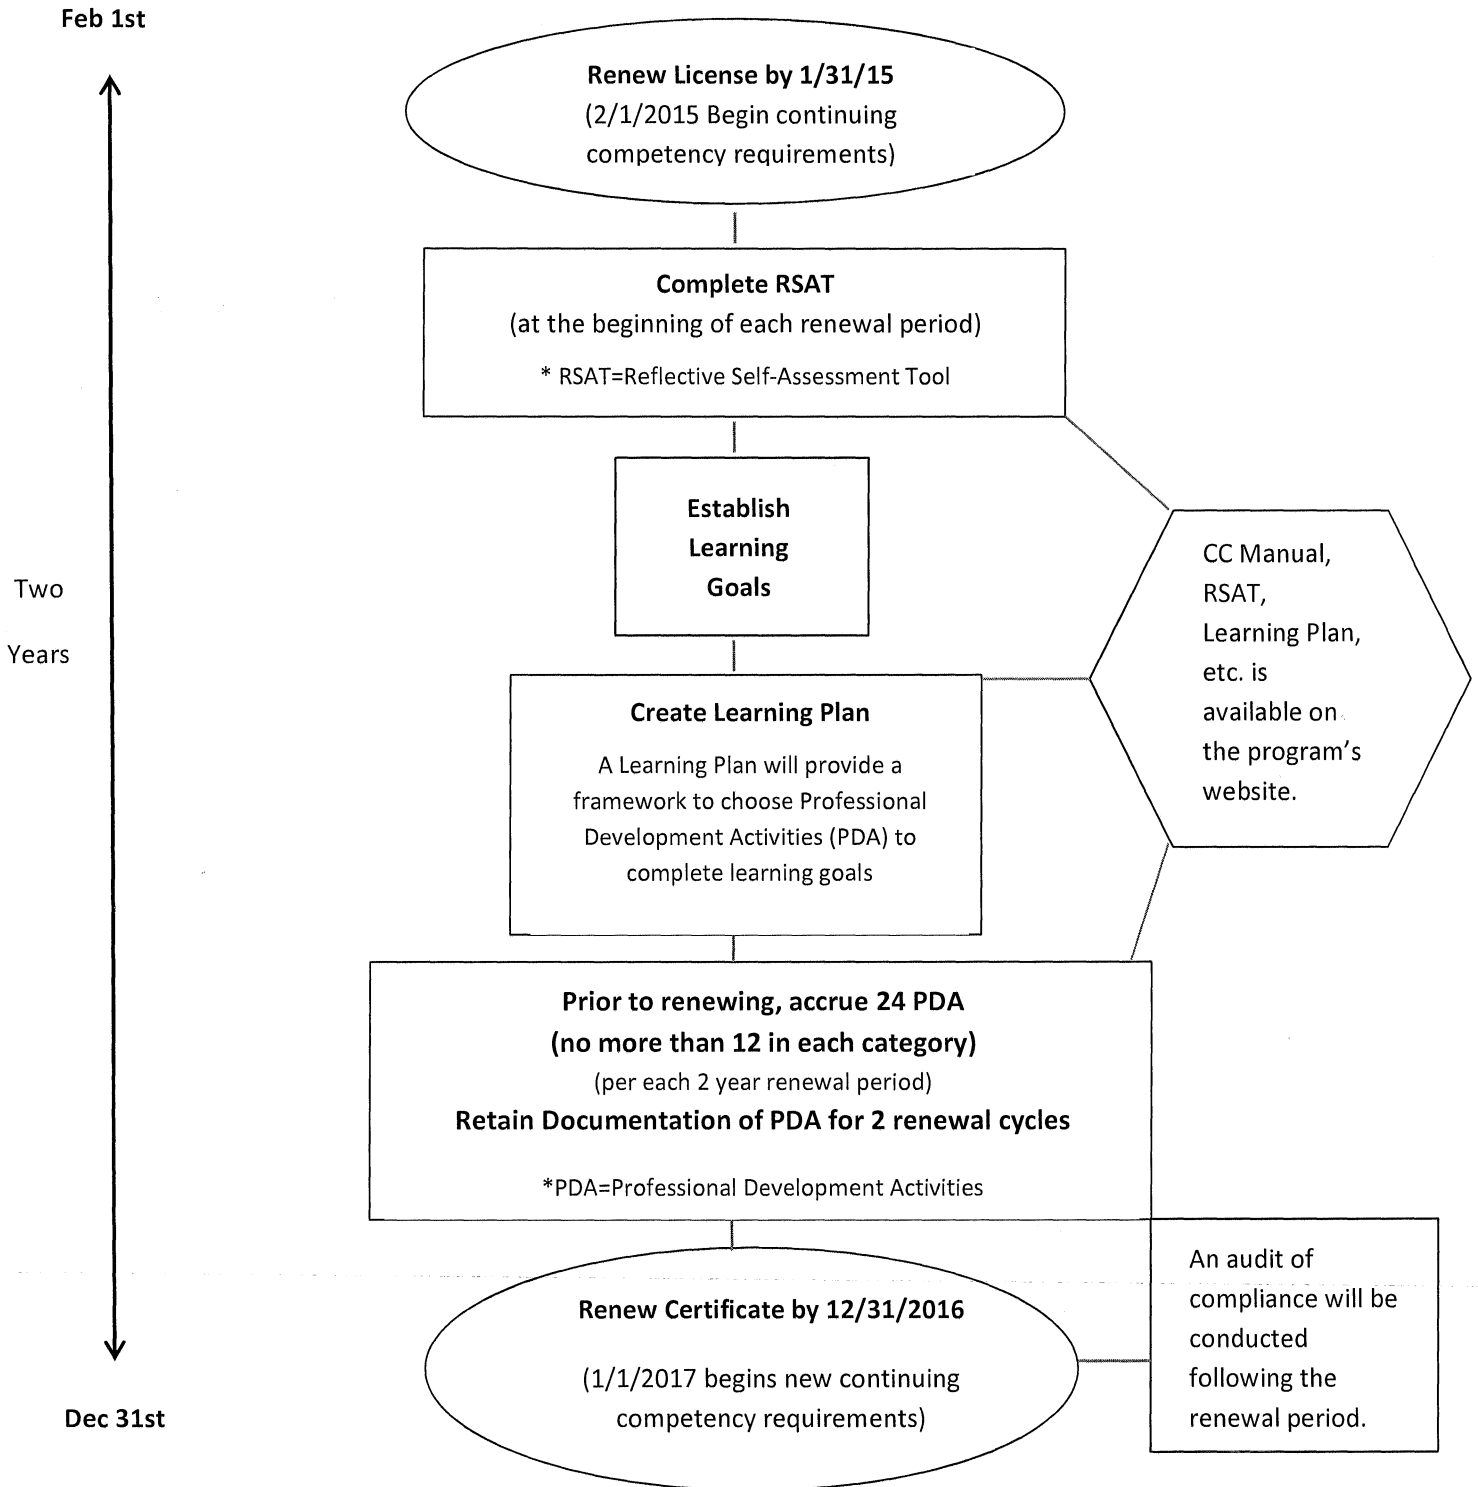 Feb 1st
Renew License by 1/31/15
(2/1/2015 Begin continuing
competency requirements)
Complete RSAT
(at the beginning of each renewal period)
* RSAT=Reflective Self-Assessment Tool
Establish
Learning
Goals
Two
Years
CC Manual,
RSAT,
Learning Plan,
etc. is
available on
the program's
website.
Create Learning Plan
A Learning Plan will provide a
framework to choose Professional
Development Activities (PDA) to
complete learning goals
Prior to renewing, accrue 24 PDA
(no more than 12 in each category)
(per each 2 year renewal period)
Retain Documentation of PDA for 2 renewal cycles
*PDA=Professional Development Activities
Renew Certificate by 12/31/2016
(1/1/2017 begins new continuing
competency requirements)
An audit of
compliance will be
conducted
following the
renewal period.
Dec 31st